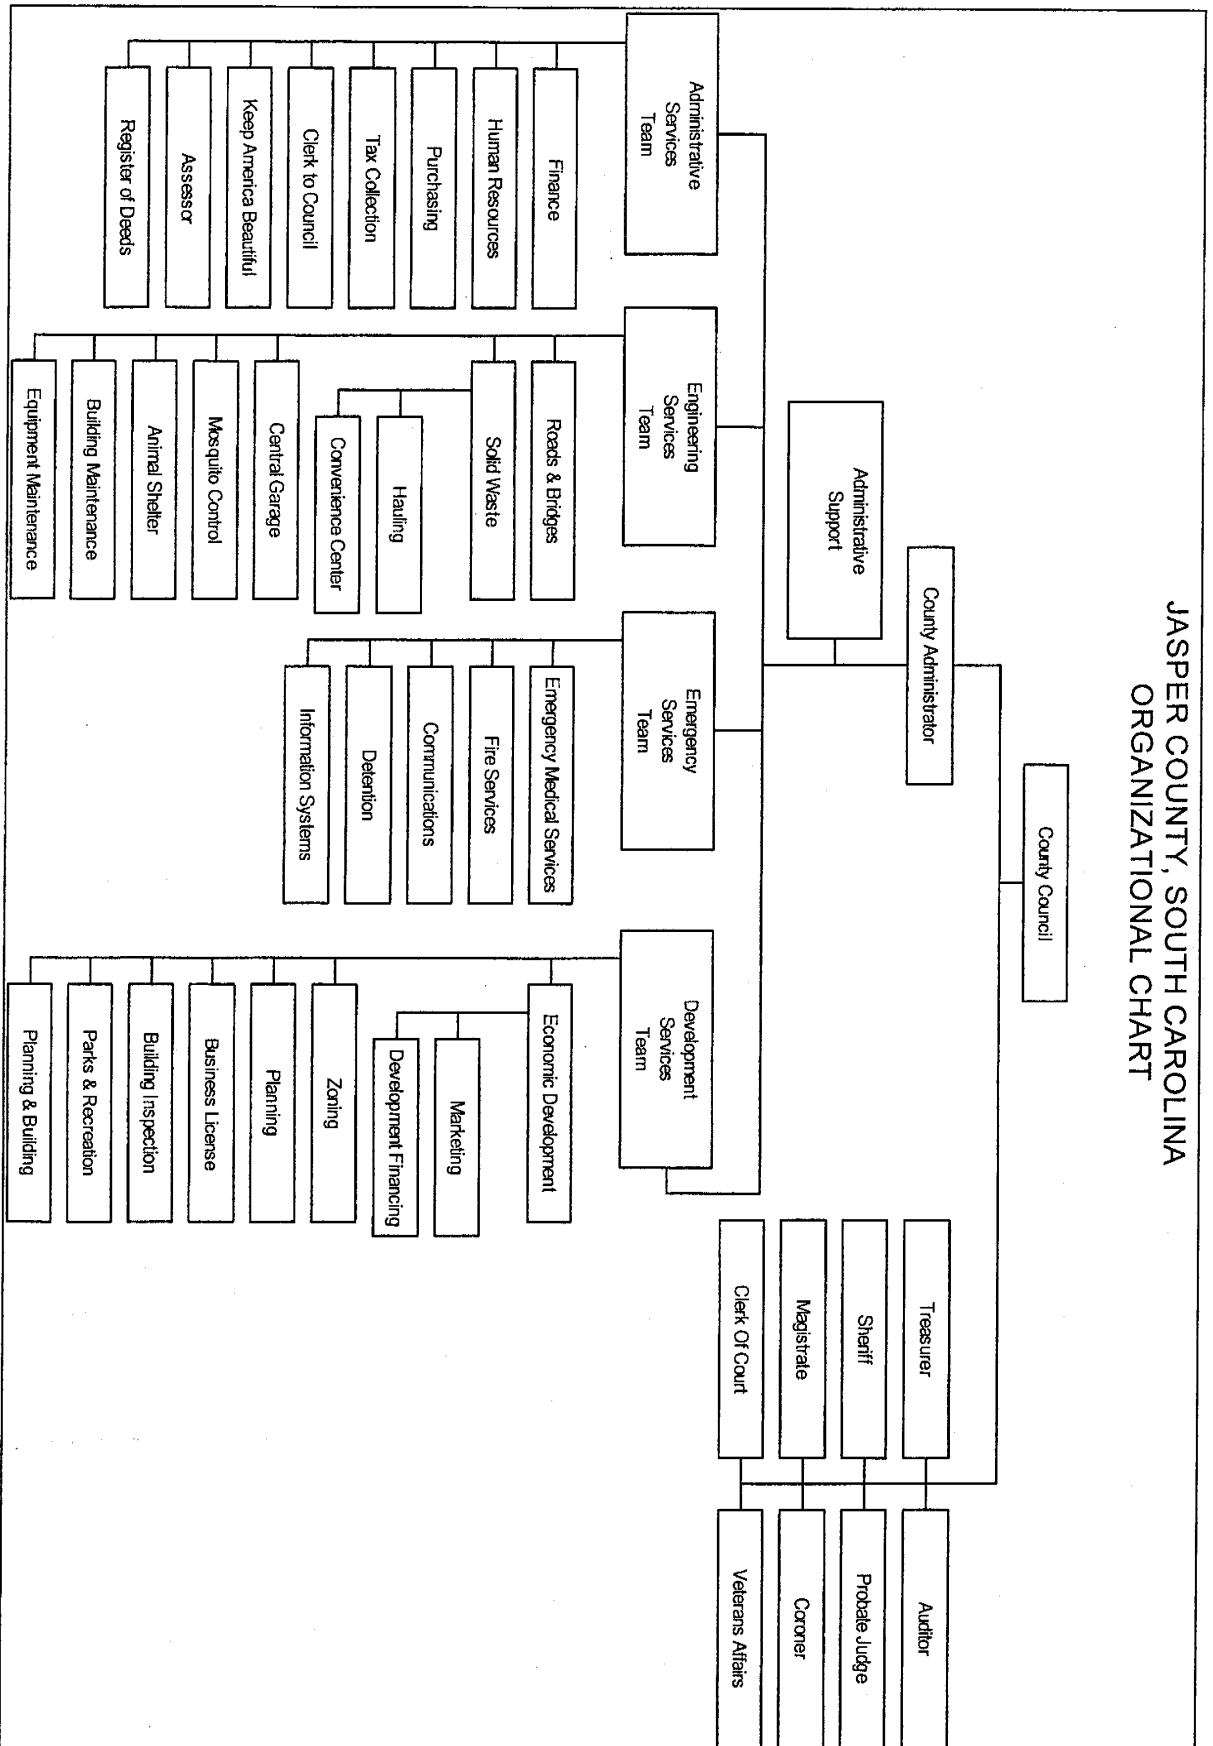 JASPER COUNTY, SOUTH CAROLINA
ORGANIZATIONAL CHART
County Council
County Administrator
Administrative
Support
Treasurer
Auditor
Sheriff
Probate Judge
Magistrate
Coroner
Clerk Of Court
Veterans Affairs
Administrative
Services
Team
Finance
Human Resources
Purchasing
Tax Collection
Clerk to Council
Keep America Beautiful
Assessor
Register of Deeds
Engineering
Services
Team
Roads & Bridges
Solid Waste
Hauling
Convenience Center
Central Garage
Mosquito Control
Animal Shelter
Building Maintenance
Equipment Maintenance
Emergency
Services
Team
Emergency Medical Services
Fire Services
Communications
Detention
Information Systems
Development
Services
Team
Economic Development
Marketing
Development Financing
Zoning
Planning
Business License
Building Inspection
Parks & Recreation
Planning & Building